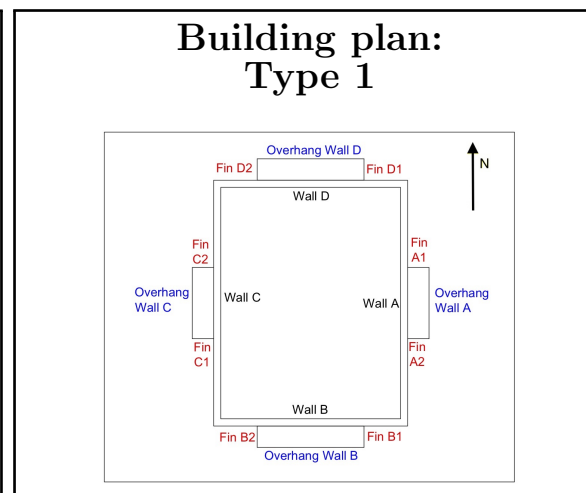 Building plan:
Type 1
Overhang Wall D
Fin D2
Fin D1
N
Wall D
Fin
C2
Fin
A1
Overhang
Wall C
Wall C
Wall A
Overhang
Wall A
Fin
C1
Fin
A2
Wall B
Fin B2
Fin B1
Overhang Wall B